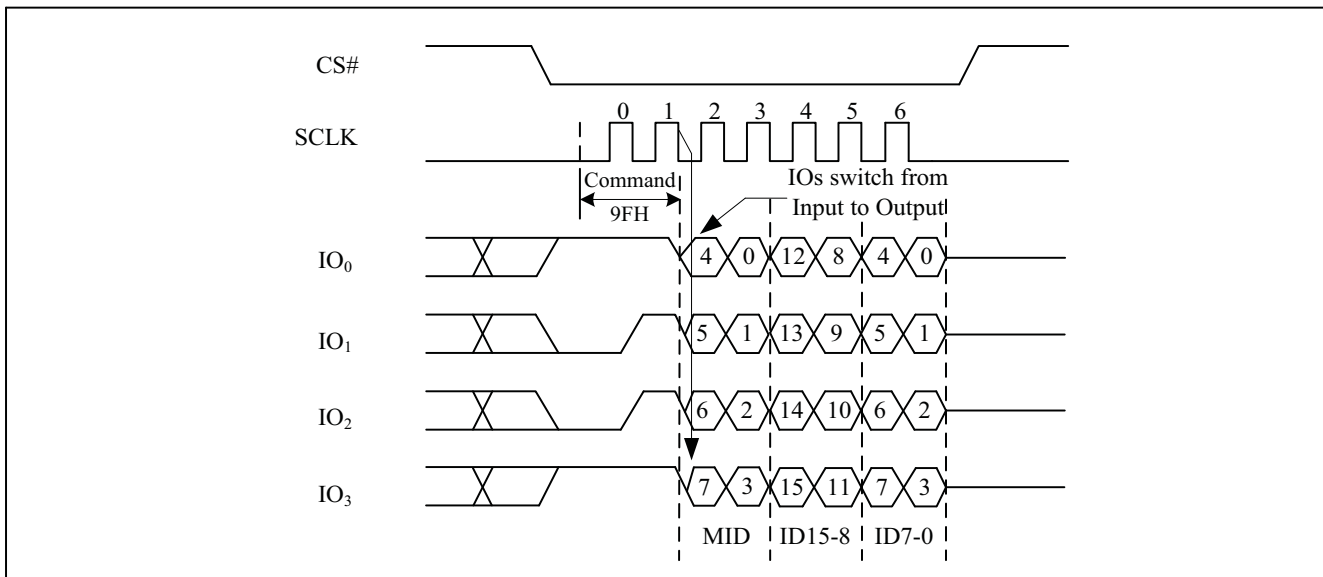 CS#
0 1 2 3 4 5 6
SCLK
Command
9FH
IOs switch from
Input to Output
IO0 4 0 12 8 4 0
IO1 5 1 13 9 5 1
IO2 6 2 14 10 6 2
IO3 7 3 15 11 7 3
MID ID15-8 ID7-0